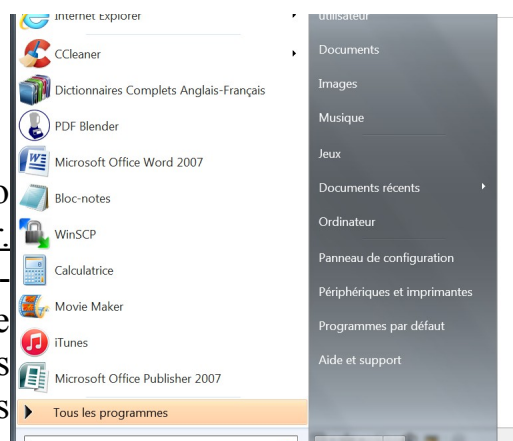 Internet Explorer
CCleaner
Dictionnaires Complets Anglais-Français
PDF Blender
Microsoft Office Word 2007
Bloc-notes
WinSCP
Calculatrice
Movie Maker
iTunes
Microsoft Office Publisher 2007
Tous les programmes
utilisateur
Documents
Images
Musique
Jeux
Documents récents
Ordinateur
Panneau de configuration
Périphériques et imprimantes
Programmes par défaut
Aide et support